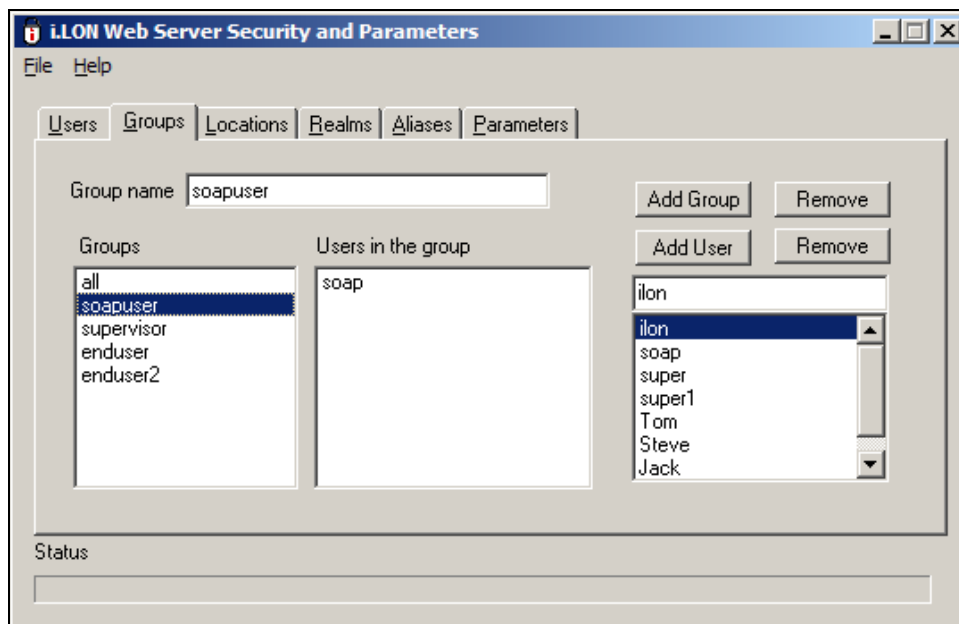 i.LON Web Server Security and Parameters
File Help
Users Groups Locations Realms Aliases Parameters
Group name soapuser Add Group Remove
Groups Users in the group Add User Remove
all soap ilon
soapuser ilon
supervisor soap
enduser super
enduser2 super1
Tom
Steve
Jack
Status